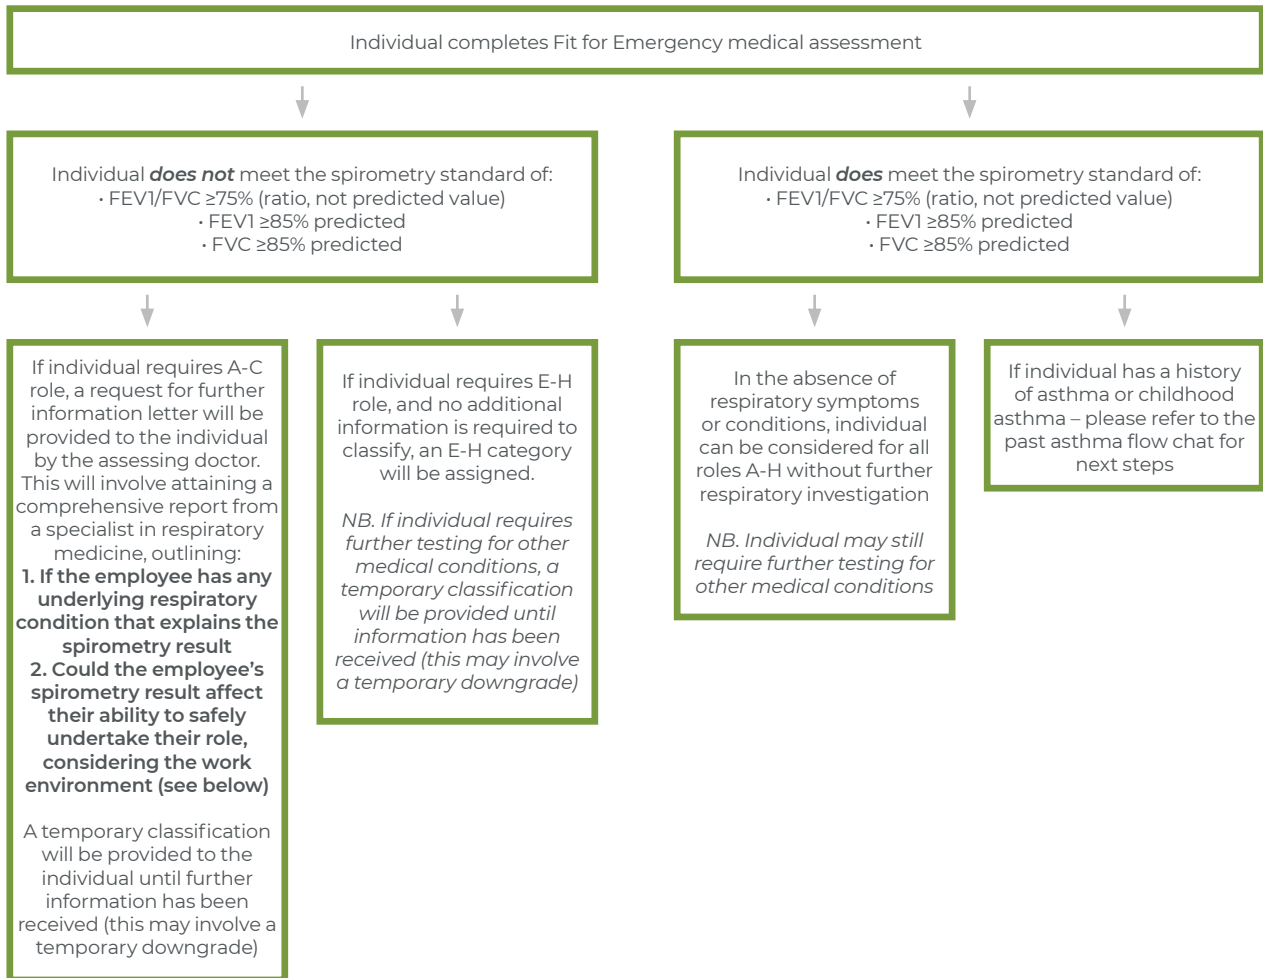 Individual completes Fit for Emergency medical assessment
Individual does not meet the spirometry standard of:
• FEV1/FVC ≥75% (ratio, not predicted value)
• FEV1 ≥85% predicted
• FVC ≥85% predicted
Individual does meet the spirometry standard of:
• FEV1/FVC ≥75% (ratio, not predicted value)
• FEV1 ≥85% predicted
• FVC ≥85% predicted
If individual requires A-C
role, a request for further
information letter will be
provided to the individual
by the assessing doctor.
This will involve attaining a
comprehensive report from
a specialist in respiratory
medicine, outlining:
1. If the employee has any
underlying respiratory
condition that explains the
spirometry result
2. Could the employee's
spirometry result affect
their ability to safely
undertake their role,
considering the work
environment (see below)
A temporary classification
will be provided to the
individual until further
information has been
received (this may involve a
temporary downgrade)
If individual requires E-H
role, and no additional
information is required to
classify, an E-H category
will be assigned.
NB. If individual requires
further testing for other
medical conditions, a
temporary classification
will be provided until
information has been
received (this may involve
a temporary downgrade)
In the absence of
respiratory symptoms
or conditions, individual
can be considered for all
roles A-H without further
respiratory investigation
NB. Individual may still
require further testing for
other medical conditions
If individual has a history
of asthma or childhood
asthma – please refer to the
past asthma flow chat for
next steps